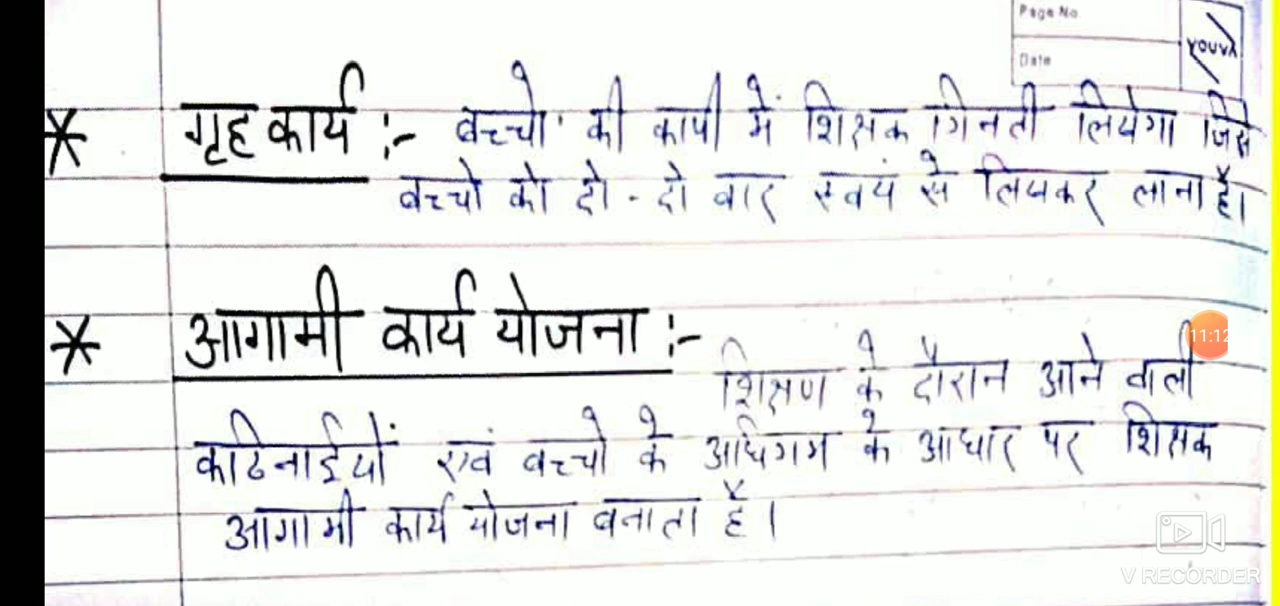 Page No
Date
YOUVA
* गृह कार्य :- बच्चो की कापी में शिक्षक गिनती लिखेगा जिसे
बच्चो को दो - दो बार स्वयं से लिखकर लाना है।
* आगामी कार्य योजना :-
शिक्षण के दौरान आने वाली
कठिनाईयों एवं बच्चो के अधिगम के आधार पर शिक्षक
आगामी कार्य योजना बनाता है।
11:12
V RECORDER